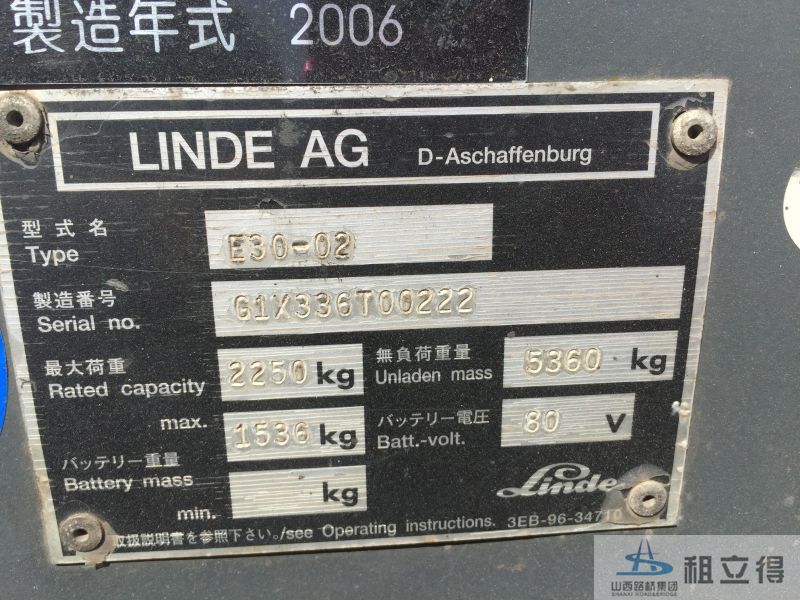 製造年式 2006
LINDE AG D-Aschaffenburg
型式名
Type E30-02
製造番号
Serial no. G1X336T00222
最大荷重
Rated capacity 2250 kg
無負荷重量
Unladen mass 5360 kg
max. 1536 kg
バッテリー電圧
Batt.-volt. 80 V
バッテリー重量
Battery mass
min. kg
Linde
取扱説明書を参照下さい。/see Operating instructions. 3EB-96-34710
山西路桥集团
SHANXI ROAD&BRIDGE
租立得